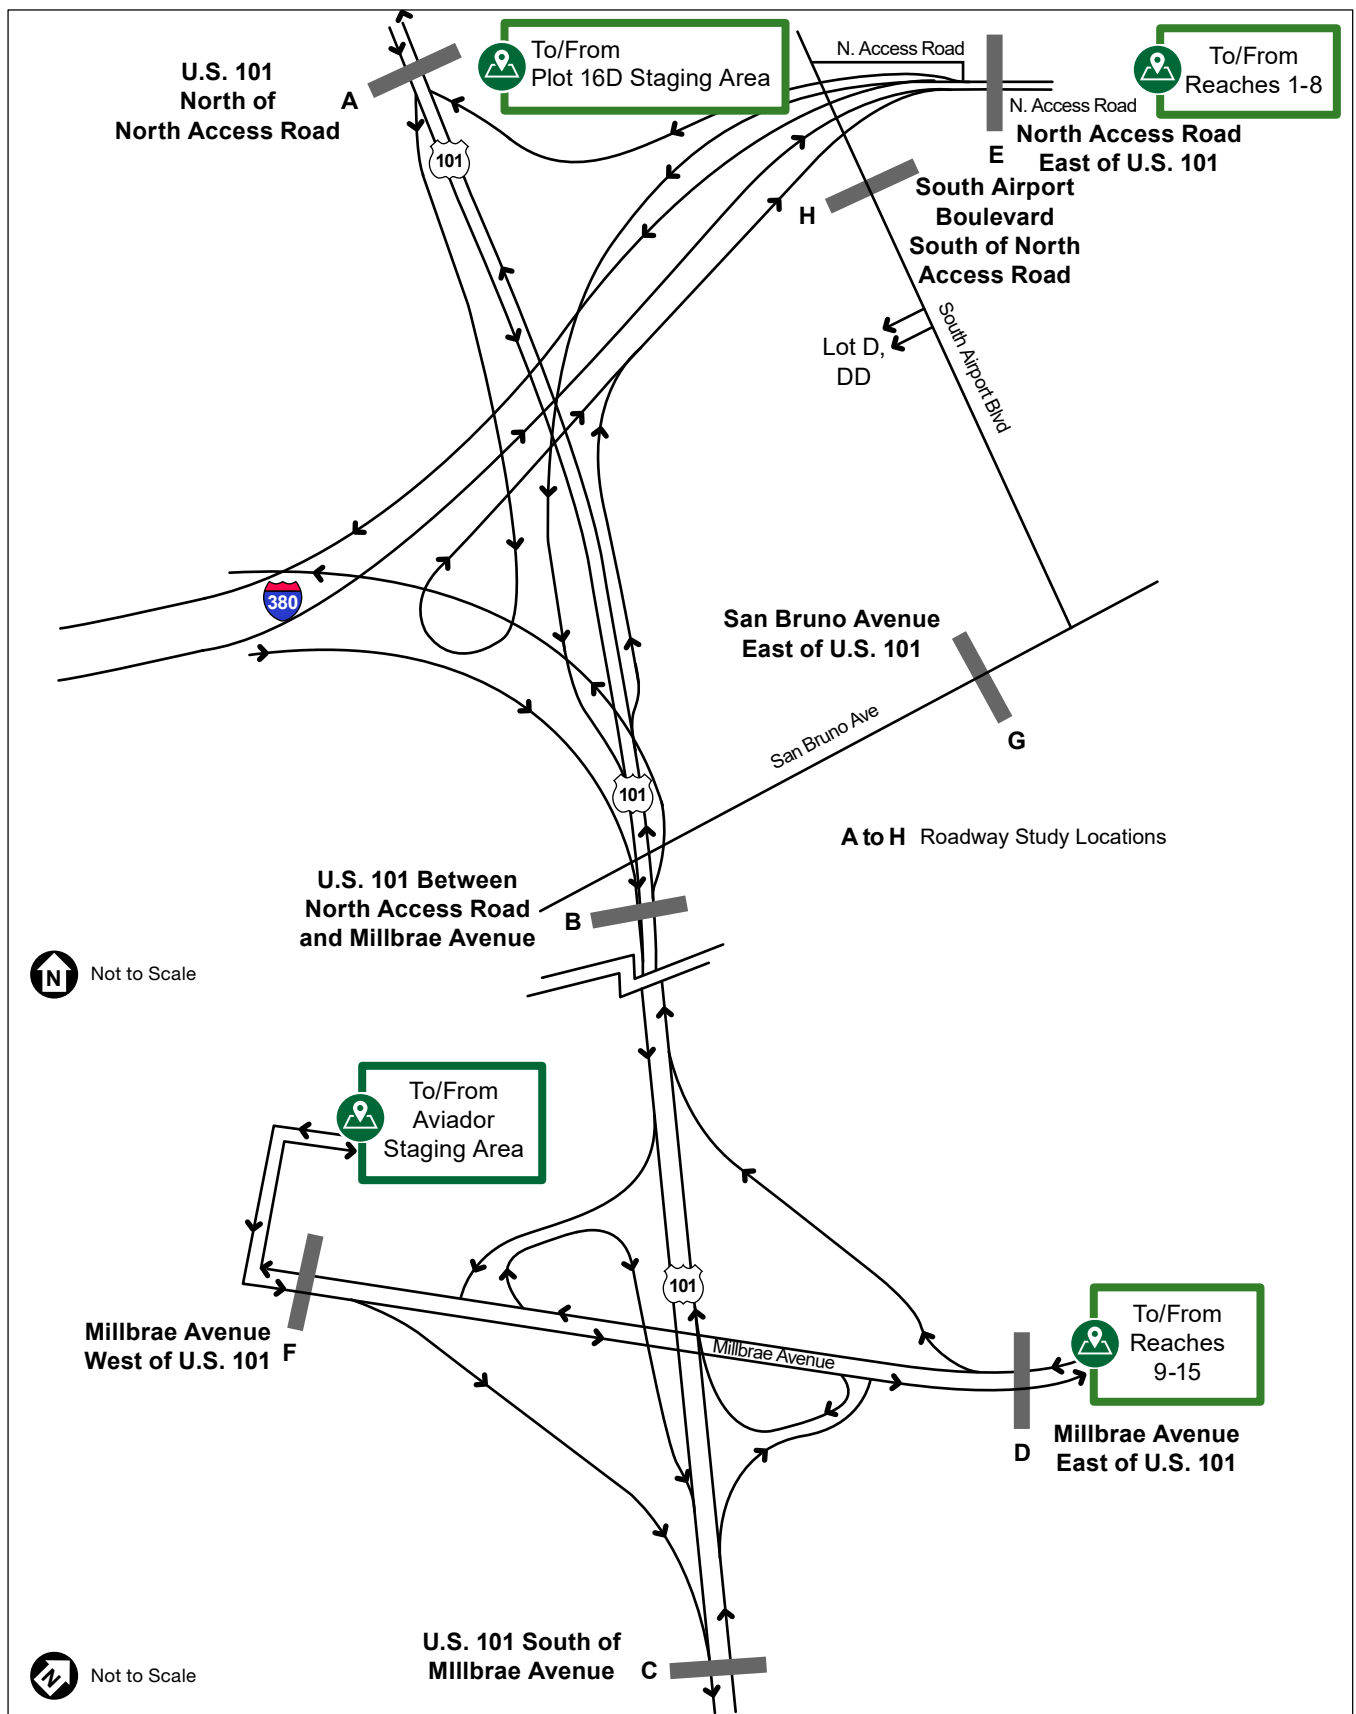 U.S. 101
North of
North Access Road
A
To/From
Plot 16D Staging Area
N. Access Road
To/From
Reaches 1-8
N. Access Road
E
North Access Road
East of U.S. 101
101
H
South Airport
Boulevard
South of North
Access Road
Lot D,
DD
South Airport Blvd
380
San Bruno Avenue
East of U.S. 101
San Bruno Ave
G
101
A to H Roadway Study Locations
U.S. 101 Between
North Access Road
and Millbrae Avenue
B
N
Not to Scale
To/From
Aviador
Staging Area
101
Millbrae Avenue
West of U.S. 101
F
Millbrae Avenue
To/From
Reaches
9-15
D
Millbrae Avenue
East of U.S. 101
U.S. 101 South of
MIllbrae Avenue
C
N
Not to Scale